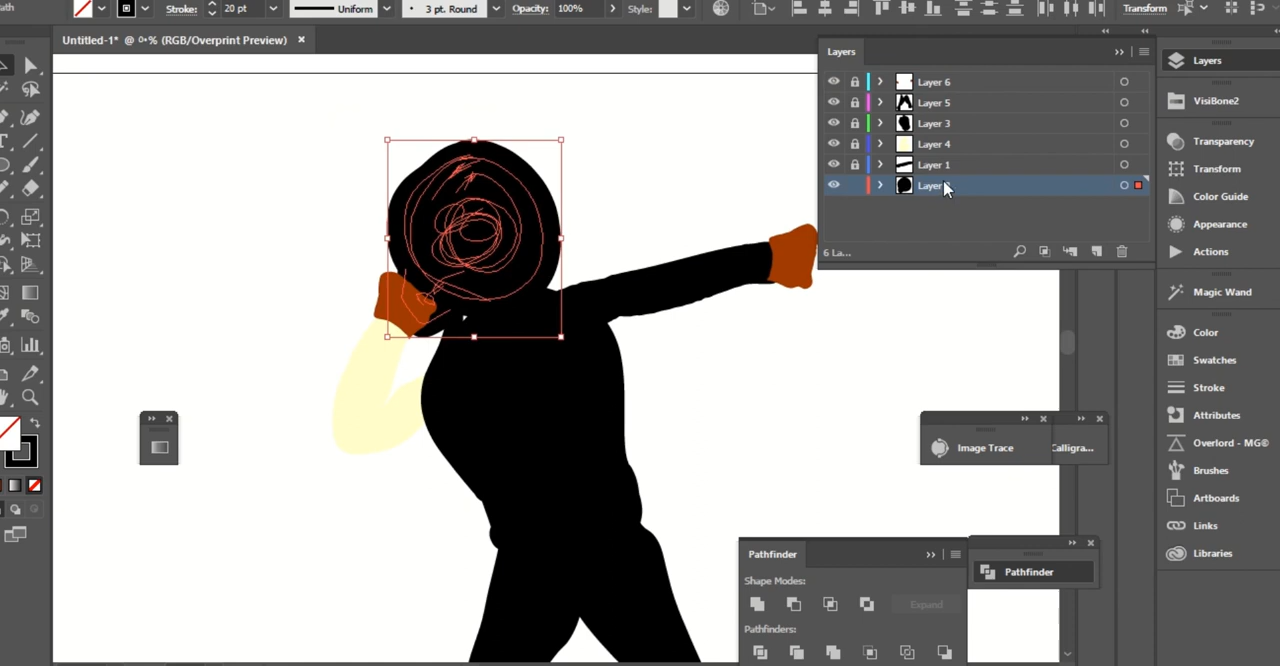 ath
Stroke:
20 pt
Uniform
3 pt. Round
Opacity:
100%
Style:
Transform
Untitled-1* @
(RGB/Overprint Preview)
Layers
Layer 6
Layer 5
Layer 3
Layer 4
Layer 1
Layer
6 La...
Layers
VisiBone2
Transparency
Transform
Color Guide
Appearance
Actions
Magic Wand
Color
Swatches
Stroke
Attributes
Overlord - MG©
Brushes
Artboards
Links
Libraries
Image Trace
Calligra...
Pathfinder
Shape Modes:
Expand
Pathfinders:
Pathfinder